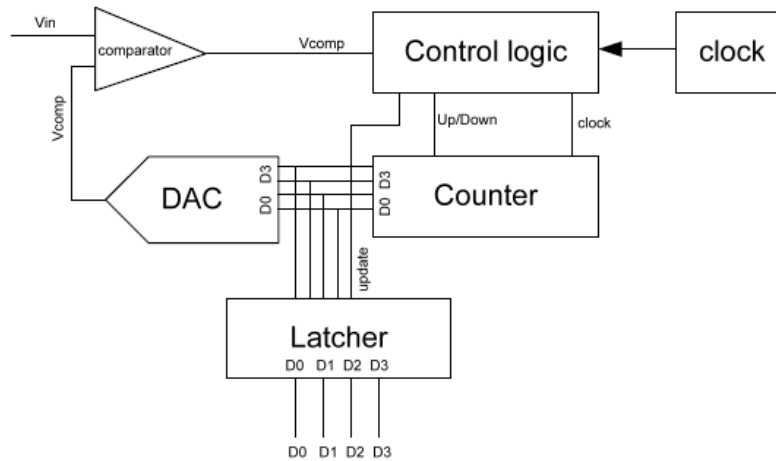 Vin
comparator
Vcomp
Control logic
clock
Vcomp
Up/Down
clock
DAC
D3
D0
D3
D0
Counter
update
Latcher
D0 D1 D2 D3
D0 D1 D2 D3